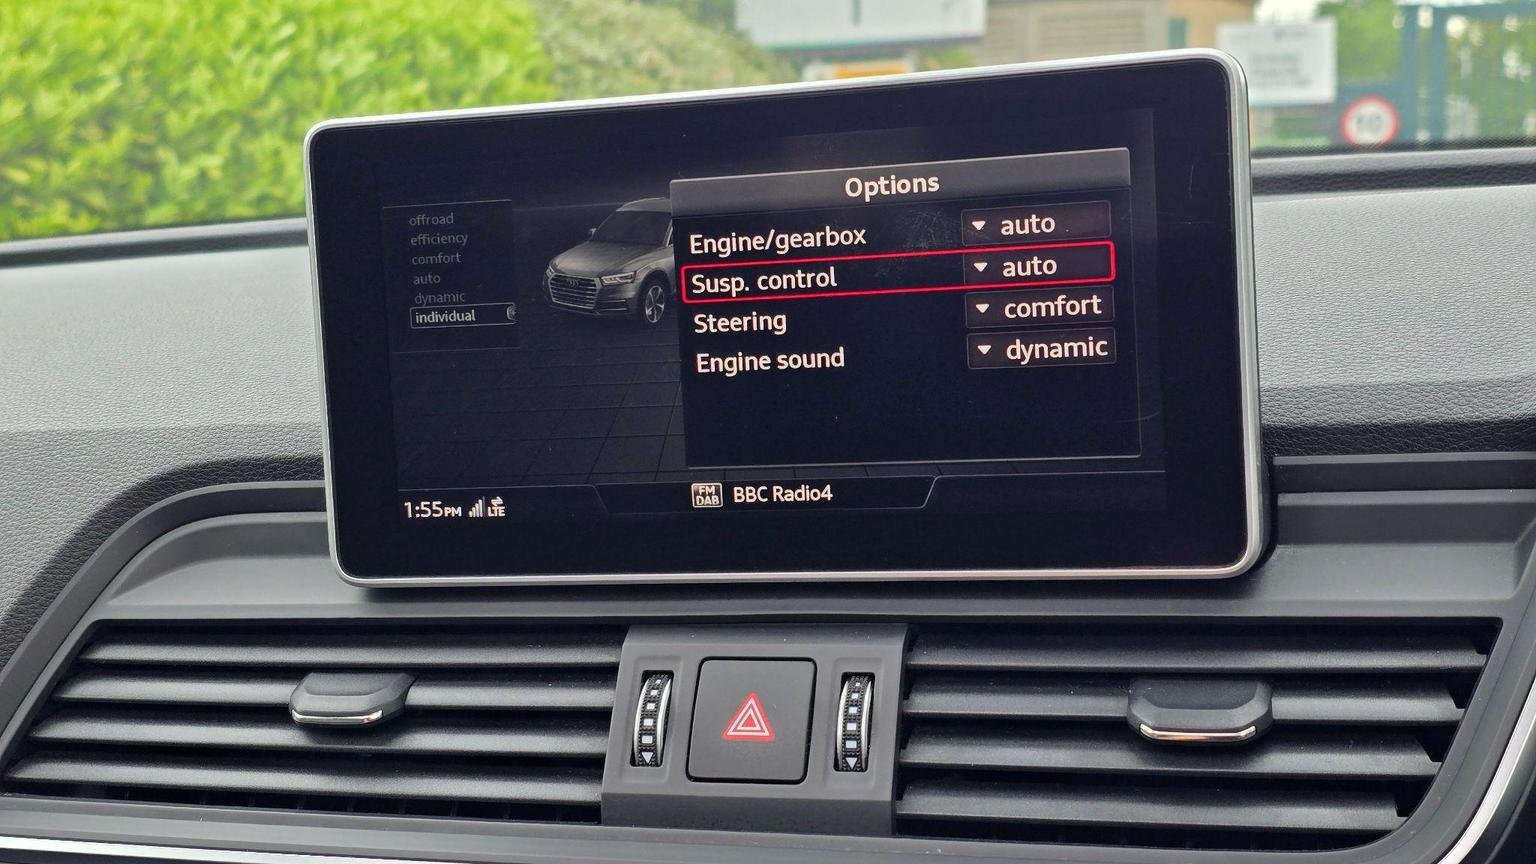 Options
offroad
efficiency
comfort
auto
dynamic
individual
Engine/gearbox auto
Susp. control auto
Steering comfort
Engine sound dynamic
1:55PM LTE
FM
DAB
BBC Radio4
10